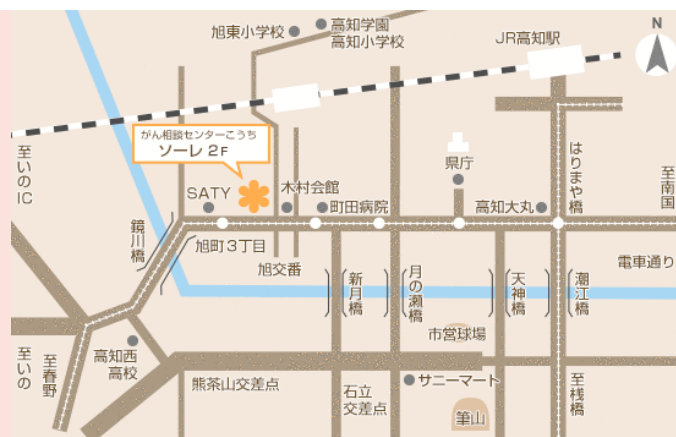 旭東小学校
高知学園
高知小学校
JR高知駅
N
がん相談センターこうち
ソーレ 2F
至いのIC
SATY
木村会館
町田病院
県庁
高知大丸
はりまや橋
至南国
鏡川橋
旭町3丁目
旭交番
電車通り
新月橋
月の瀬橋
天神橋
潮江橋
市営球場
高知西
高校
至いの
至春野
熊茶山交差点
石立
交差点
サニーマート
筆山
至桟橋